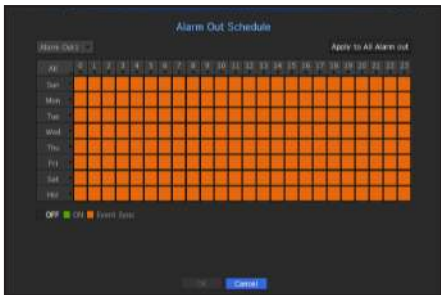 Alarm Out Schedule
Alarm Out1 Apply to All Alarm out
All 0 1 2 3 4 5 6 7 8 9 10 11 12 13 14 15 16 17 18 19 20 21 22 23
Sun
Mon
Tue
Wed
Thu
Fri
Sat
Hol
OFF ON Event Sync
OK Cancel